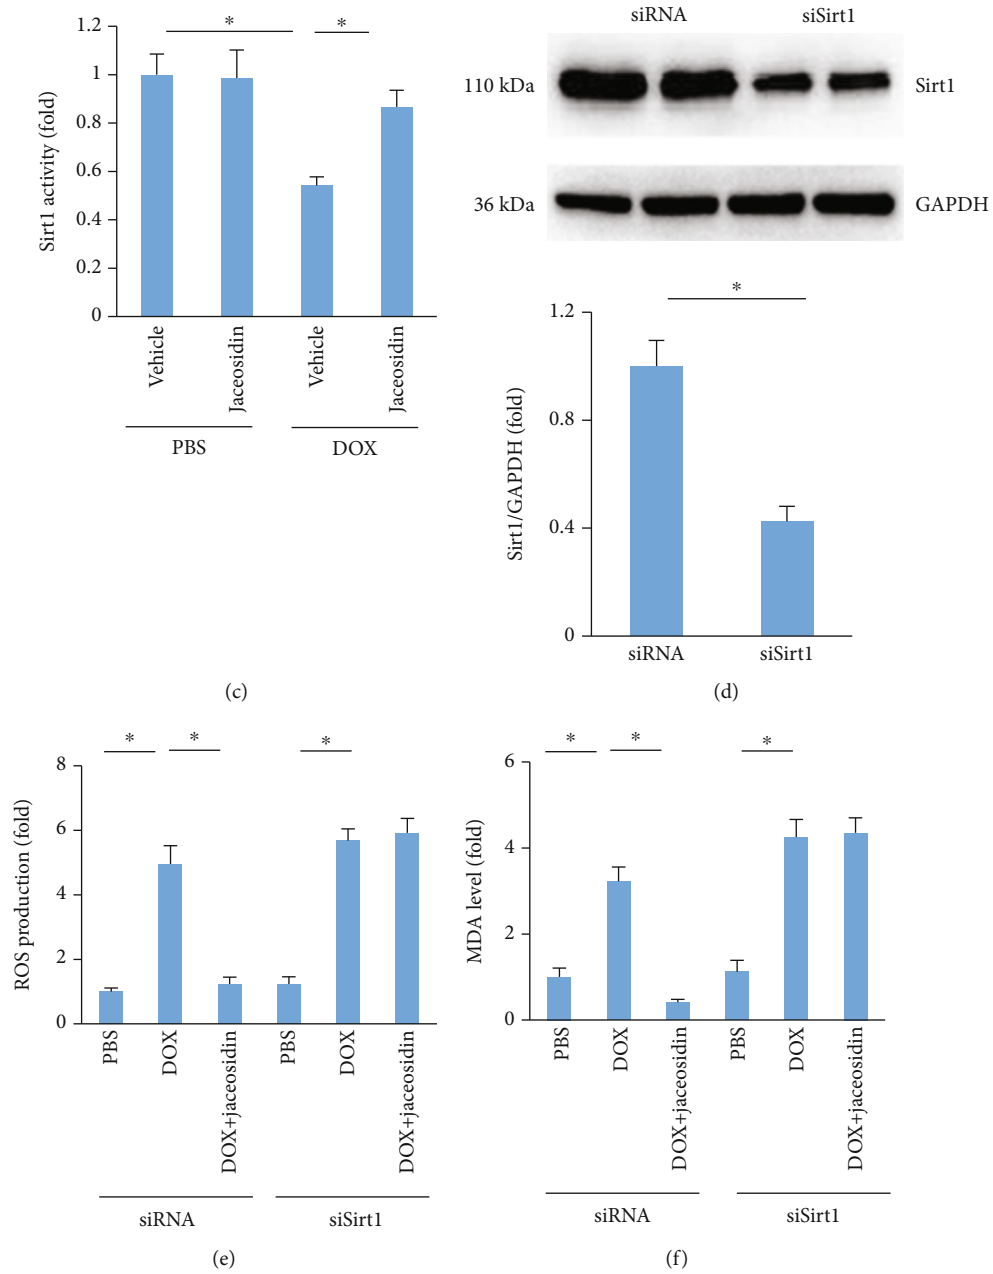 Sirt1 activity (fold)
1.2
1
0.8
0.6
0.4
0.2
0
*
*
Vehicle
Jaceosidin
Vehicle
Jaceosidin
PBS
DOX
(c)
siRNA
siSirt1
110 kDa
Sirt1
36 kDa
GAPDH
Sirt1/GAPDH (fold)
1.2
0.8
0.4
0
*
siRNA
siSirt1
(d)
ROS production (fold)
8
6
4
2
0
*
*
*
PBS
DOX
DOX+jaceosidin
PBS
DOX
DOX+jaceosidin
siRNA
siSirt1
(e)
MDA level (fold)
6
4
2
0
*
*
*
PBS
DOX
DOX+jaceosidin
PBS
DOX
DOX+jaceosidin
siRNA
siSirt1
(f)